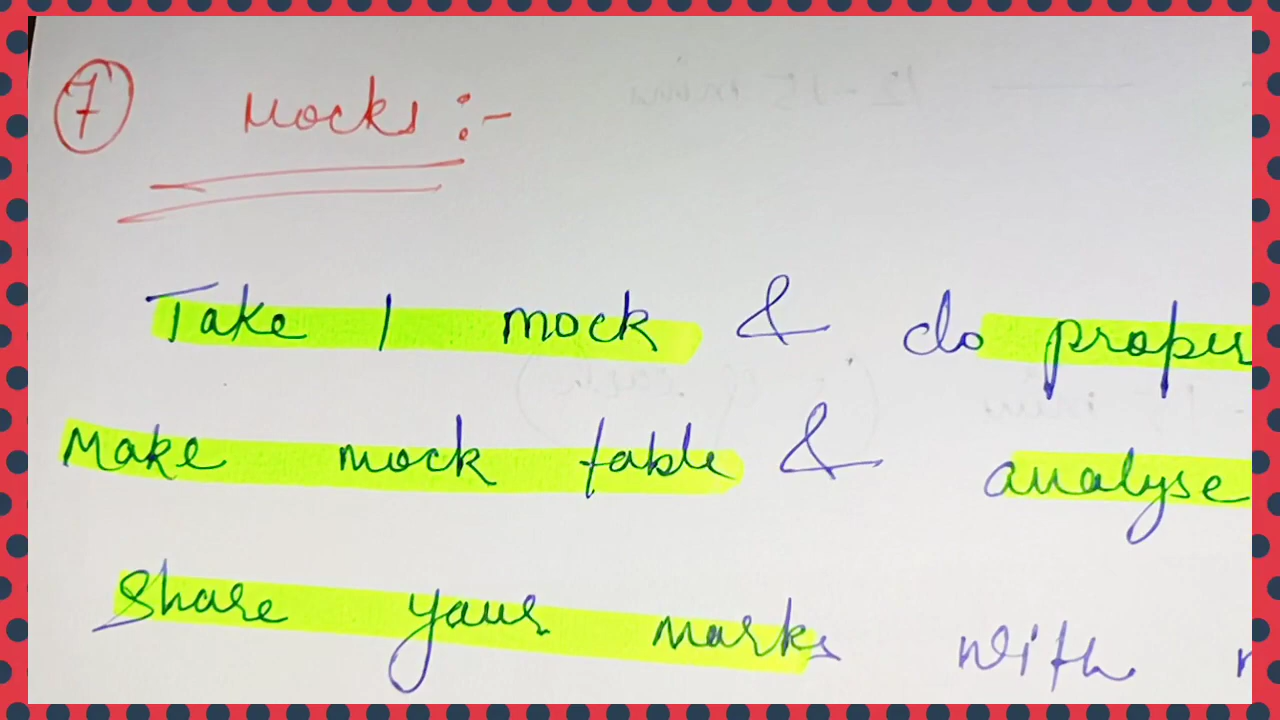 7 Mocks :-
Take 1 mock & do proper
Make mock table & analyse
Share your marks with